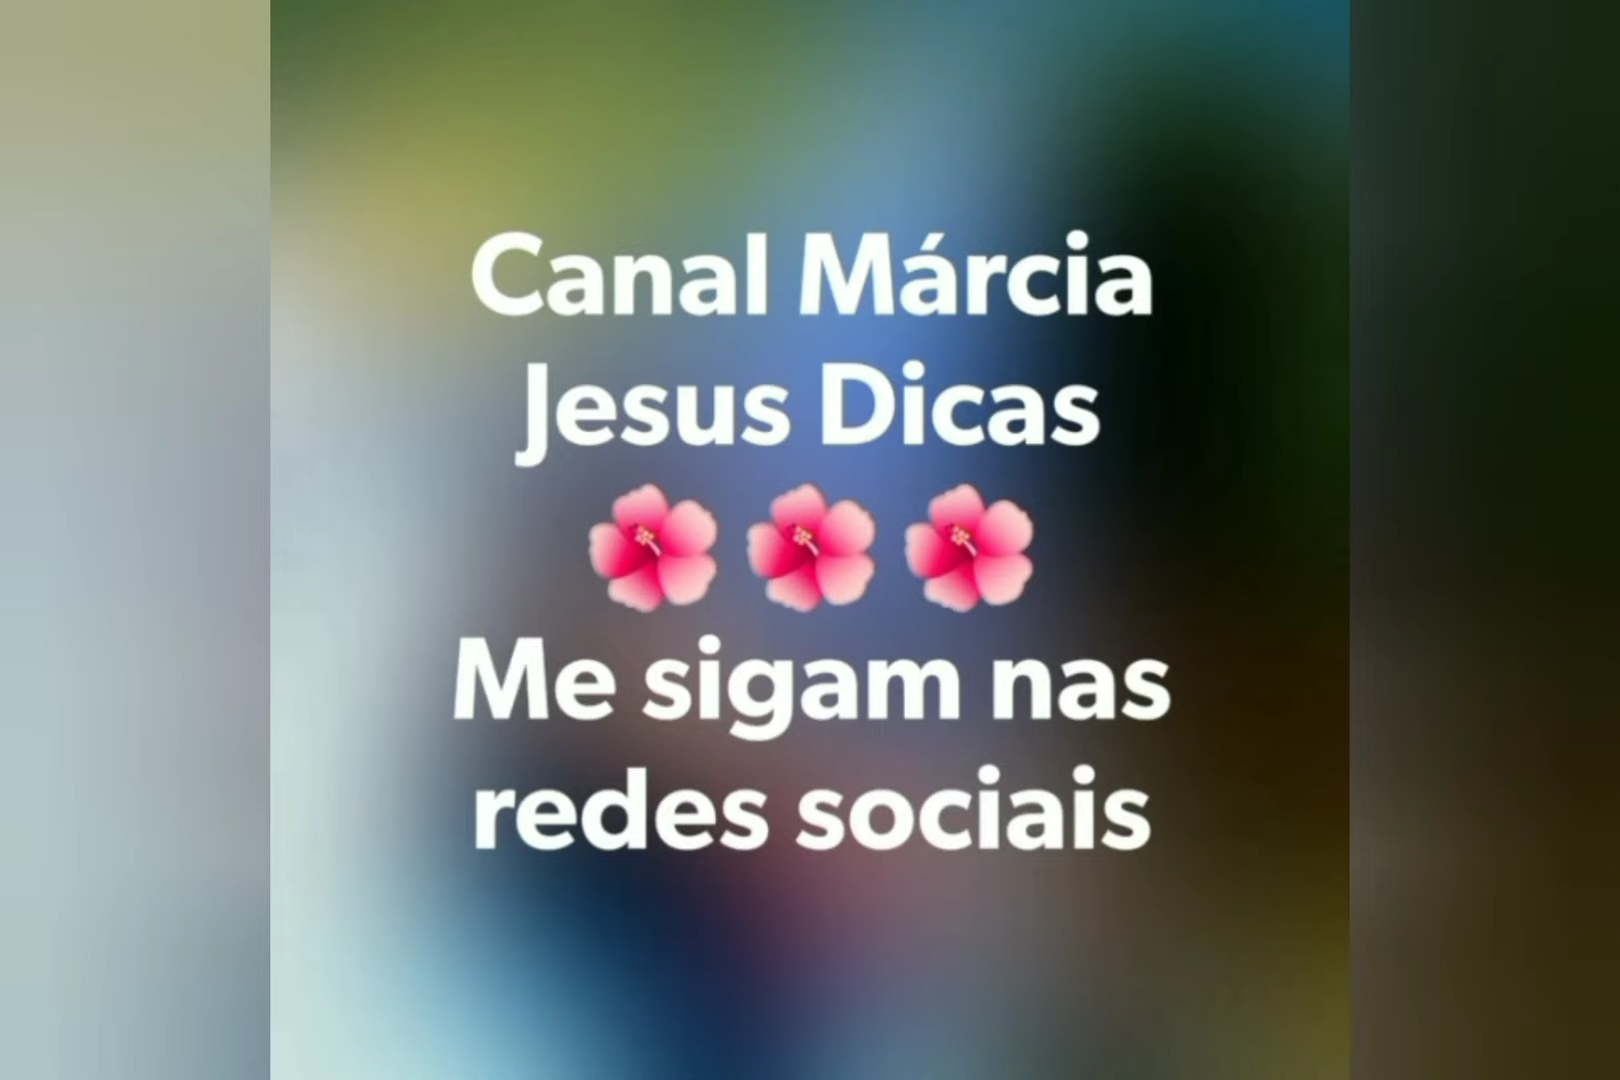 Canal Márcia
Jesus Dicas
🌺🌺🌺
Me sigam nas
redes sociais